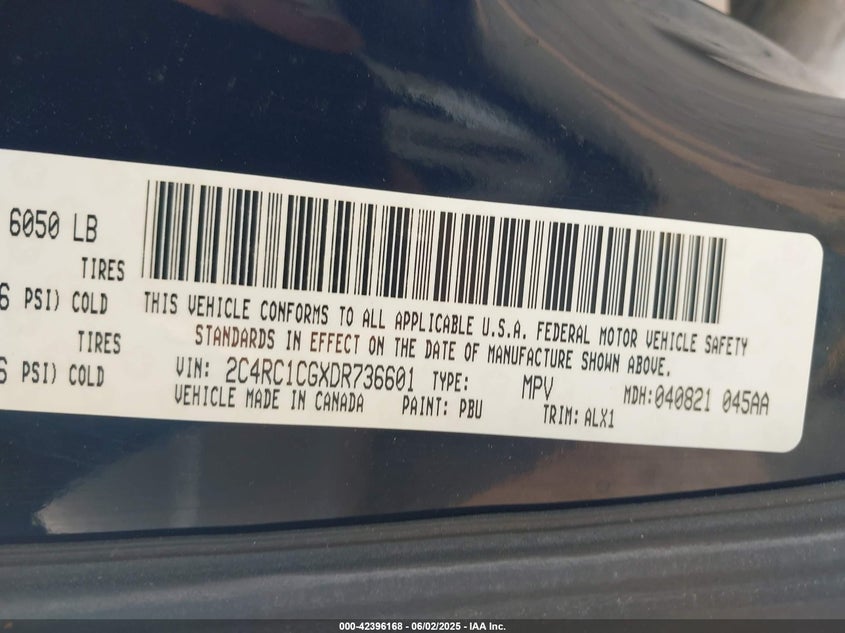 6050 LB
TIRES
6 PSI) COLD
TIRES
6 PSI) COLD
THIS VEHICLE CONFORMS TO ALL APPLICABLE U.S.A. FEDERAL MOTOR VEHICLE SAFETY
STANDARDS IN EFFECT ON THE DATE OF MANUFACTURE SHOWN ABOVE.
VIN: 2C4RC1CGXDR736601 TYPE: MPV MDH:040821 045AA
VEHICLE MADE IN CANADA PAINT: PBU TRIM: ALX1
000-42396168 - 06/02/2025 - IAA Inc.